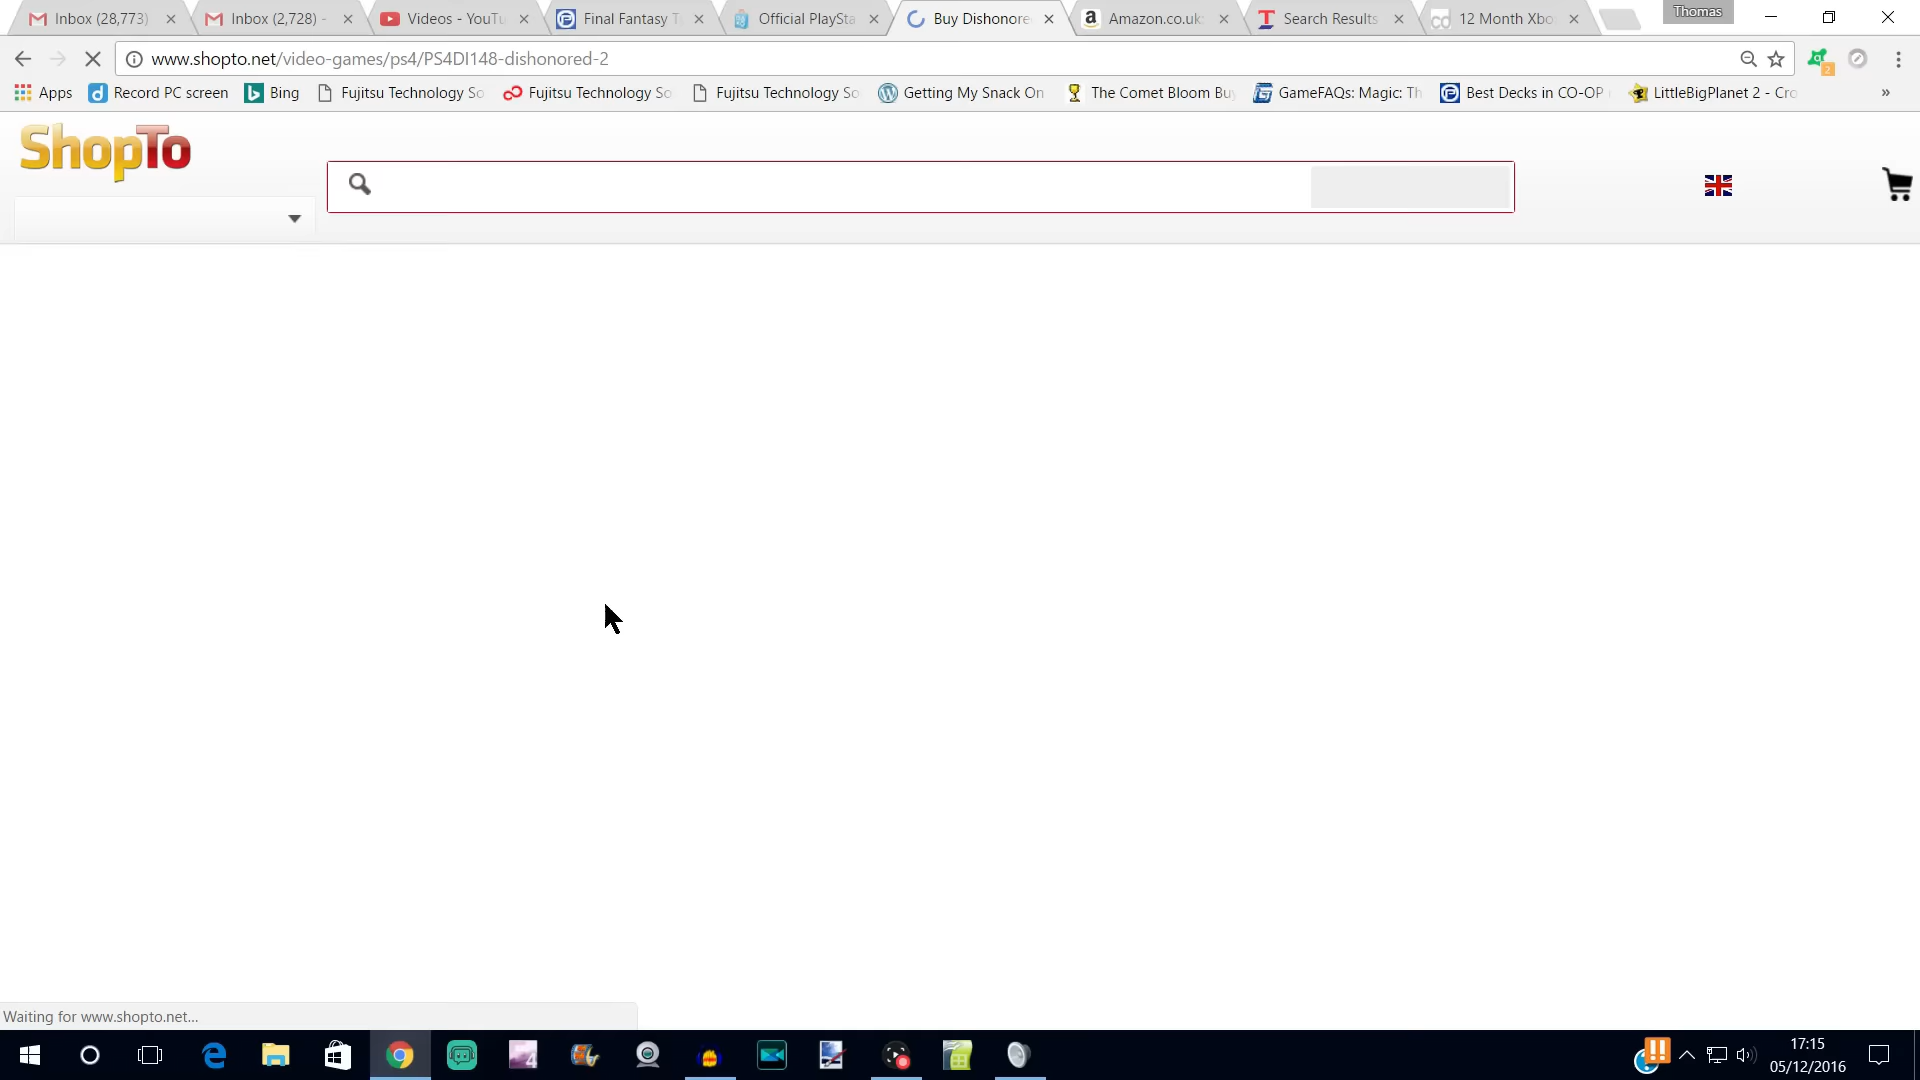 Inbox (28,773)
Inbox (2,728) -
Videos - YouTu
Final Fantasy T
Official PlaySta
Buy Dishonore
Amazon.co.uk:
Search Results
12 Month Xbo
Thomas
www.shopto.net/video-games/ps4/PS4DI148-dishonored-2
2
Apps
Record PC screen
Bing
Fujitsu Technology So
Fujitsu Technology So
Fujitsu Technology So
Getting My Snack On
The Comet Bloom Bu
GameFAQs: Magic: Th
Best Decks in CO-OP
LittleBigPlanet 2 - Cro
»
ShopTo
Waiting for www.shopto.net...
17:15
05/12/2016